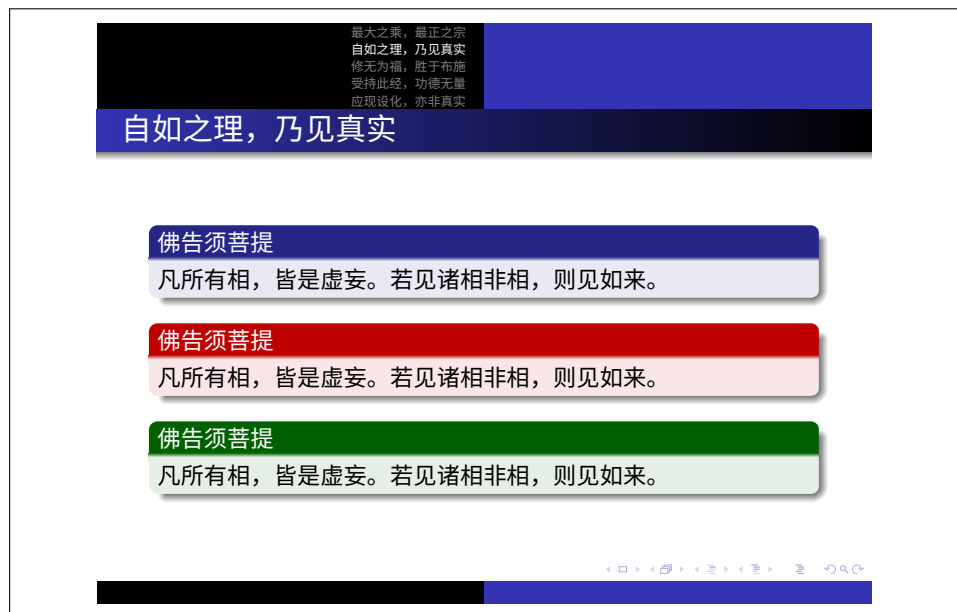 最大之乘，最正之宗
自如之理，乃见真实
修无为福，胜于布施
受持此经，功德无量
应现设化，亦非真实
自如之理，乃见真实
佛告须菩提
凡所有相，皆是虚妄。若见诸相非相，则见如来。
佛告须菩提
凡所有相，皆是虚妄。若见诸相非相，则见如来。
佛告须菩提
凡所有相，皆是虚妄。若见诸相非相，则见如来。